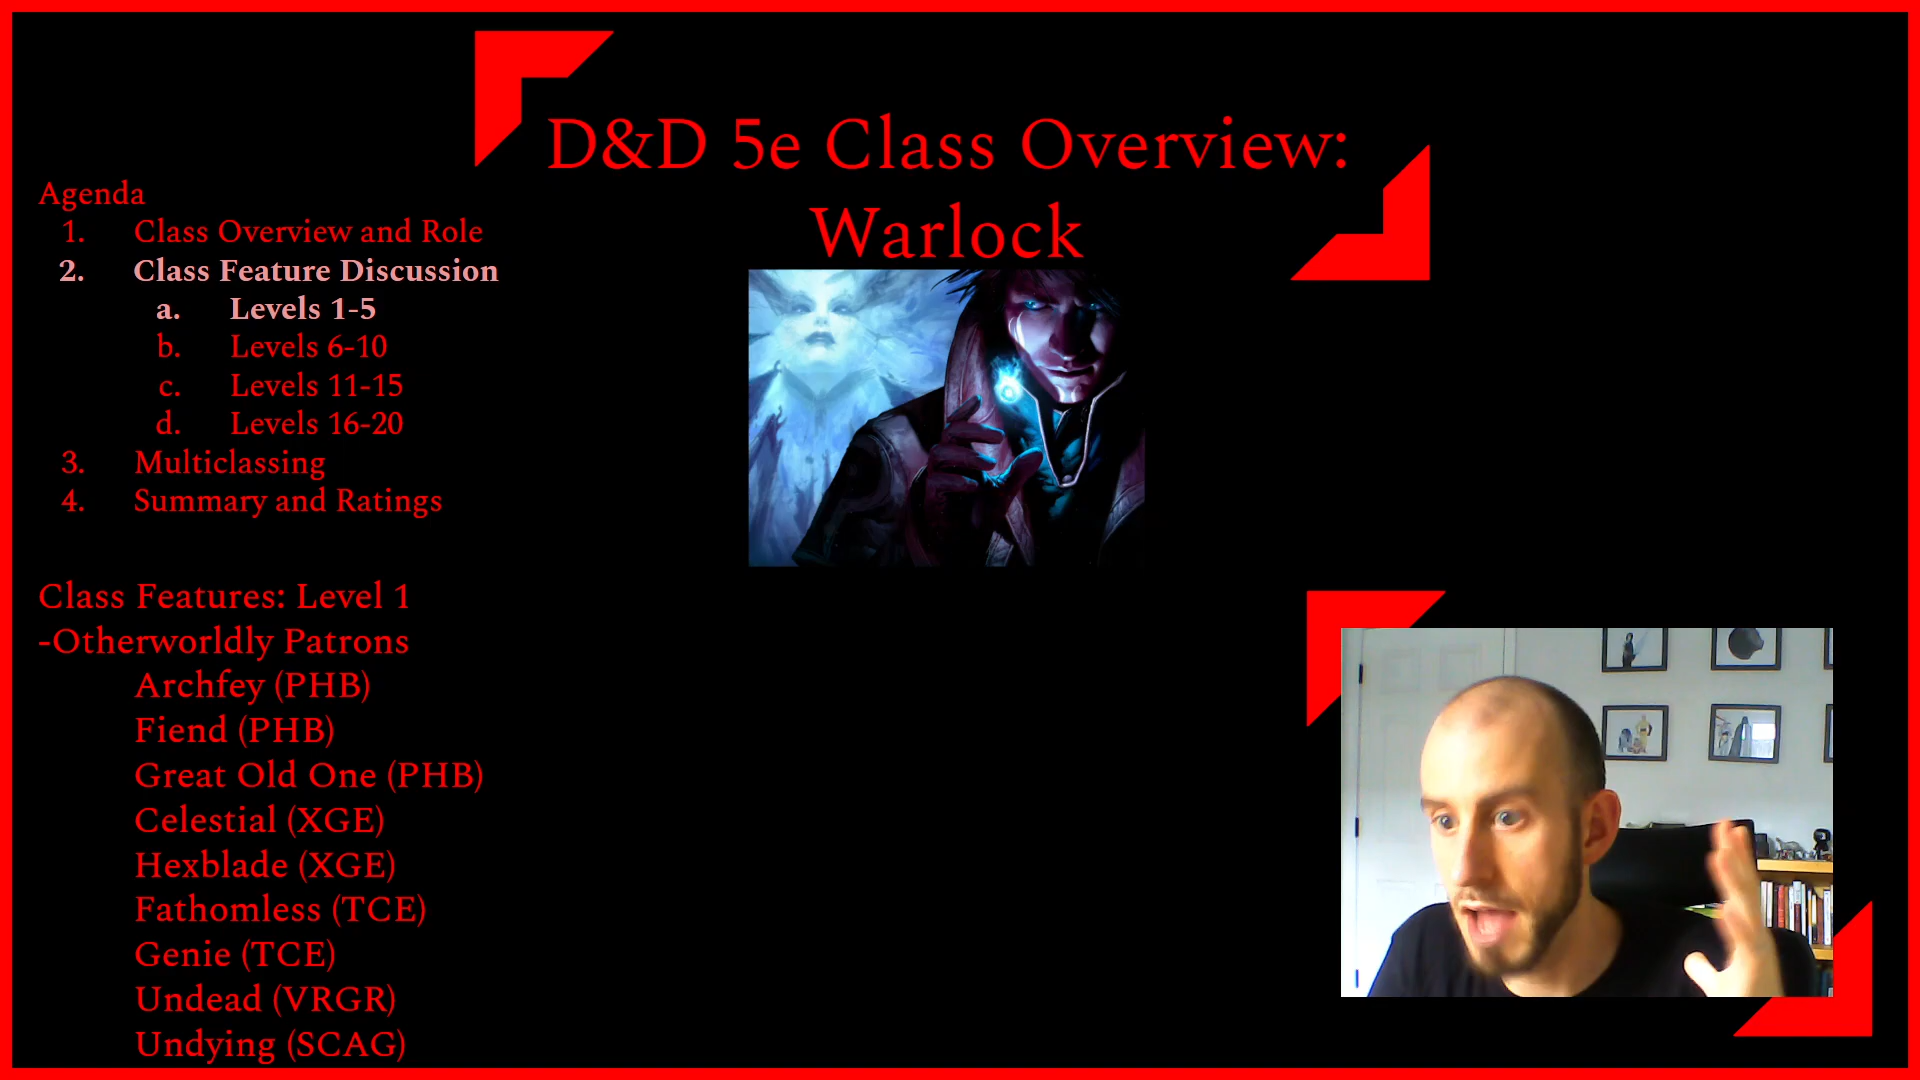 D&D 5e Class Overview:
Warlock
Agenda
1. Class Overview and Role
2. Class Feature Discussion
a. Levels 1-5
b. Levels 6-10
c. Levels 11-15
d. Levels 16-20
3. Multiclassing
4. Summary and Ratings
Class Features: Level 1
-Otherworldly Patrons
Archfey (PHB)
Fiend (PHB)
Great Old One (PHB)
Celestial (XGE)
Hexblade (XGE)
Fathomless (TCE)
Genie (TCE)
Undead (VRGR)
Undying (SCAG)